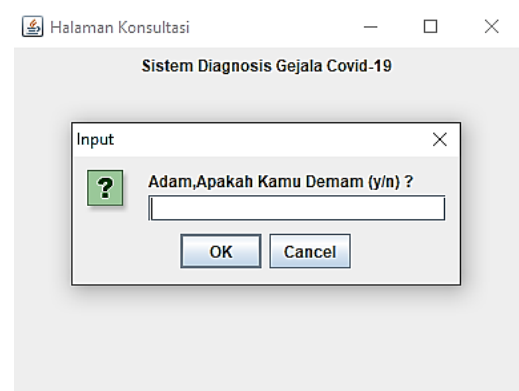 Halaman Konsultasi
Sistem Diagnosis Gejala Covid-19
Input
Adam,Apakah Kamu Demam (y/n) ?
OK Cancel